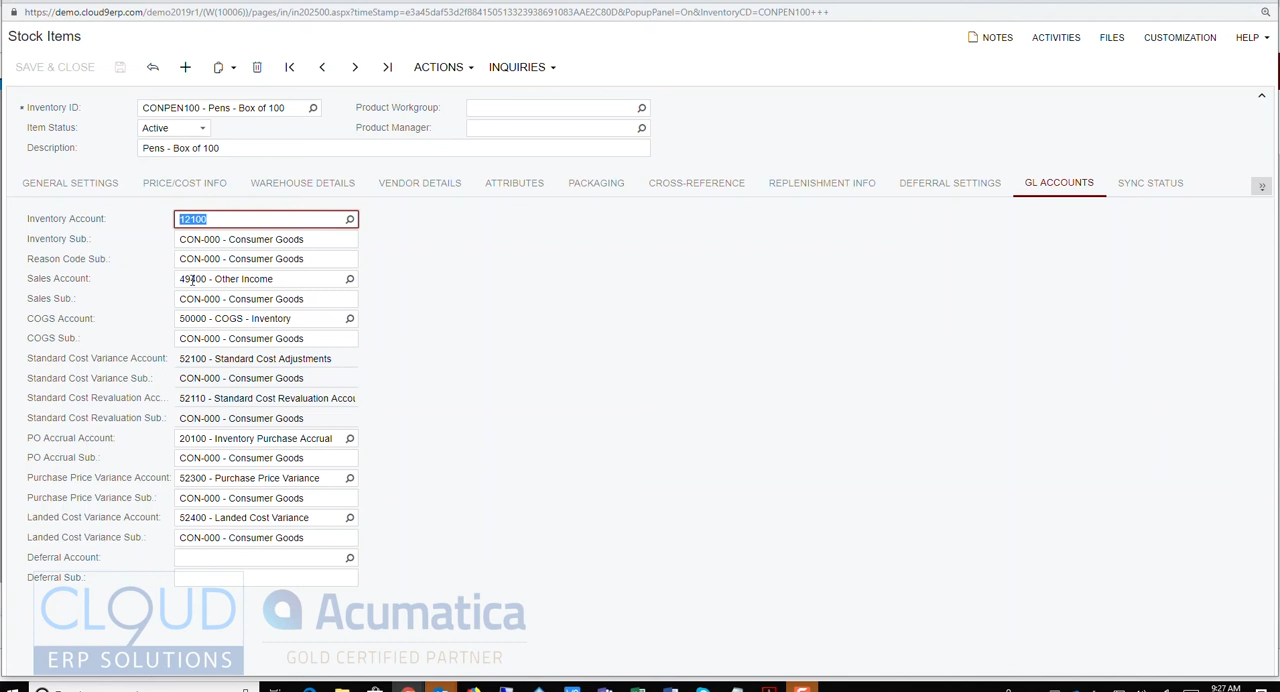 https://demo.cloud9erp.com/demo2019r1/(W(10006))/pages/in/in202500.aspx?timeStamp=e3a45daf53d2f884150513323938691083AAE2C80D&PopupPanel=On&InventoryCD=CONPEN100+++
Stock Items
NOTES ACTIVITIES FILES CUSTOMIZATION HELP
SAVE & CLOSE ACTIONS INQUIRIES
Inventory ID: CONPEN100 - Pens - Box of 100 Product Workgroup:
Item Status: Active Product Manager:
Description: Pens - Box of 100
GENERAL SETTINGS PRICE/COST INFO WAREHOUSE DETAILS VENDOR DETAILS ATTRIBUTES PACKAGING CROSS-REFERENCE REPLENISHMENT INFO DEFERRAL SETTINGS GL ACCOUNTS SYNC STATUS
Inventory Account: 12100
Inventory Sub.: CON-000 - Consumer Goods
Reason Code Sub.: CON-000 - Consumer Goods
Sales Account: - Other Income
Sales Sub.: CON-000 - Consumer Goods
COGS Account: 50000 - COGS - Inventory
COGS Sub.: CON-000 - Consumer Goods
Standard Cost Variance Account: 52100 - Standard Cost Adjustments
Standard Cost Variance Sub.: CON-000 - Consumer Goods
Standard Cost Revaluation Acc... 52110 - Standard Cost Revaluation Accou
Standard Cost Revaluation Sub.: CON-000 - Consumer Goods
PO Accrual Account: 20100 - Inventory Purchase Accrual
PO Accrual Sub.: CON-000 - Consumer Goods
Purchase Price Variance Account: 52300 - Purchase Price Variance
Purchase Price Variance Sub.: CON-000 - Consumer Goods
Landed Cost Variance Account: 52400 - Landed Cost Variance
Landed Cost Variance Sub.: CON-000 - Consumer Goods
Deferral Account:
Deferral Sub.:
CL9UD
ERP SOLUTIONS
Acumatica
GOLD CERTIFIED PARTNER
9:27 AM